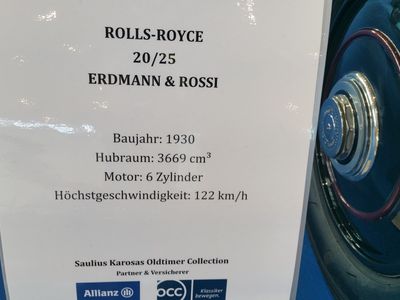 ROLLS-ROYCE
20/25
ERDMANN & ROSSI
Baujahr: 1930
Hubraum: 3669 cm³
Motor: 6 Zylinder
Höchstgeschwindigkeit: 122 km/h
Saulius Karosas Oldtimer Collection
Partner & Versicherer
Allianz
occ Klassiker bewegen.